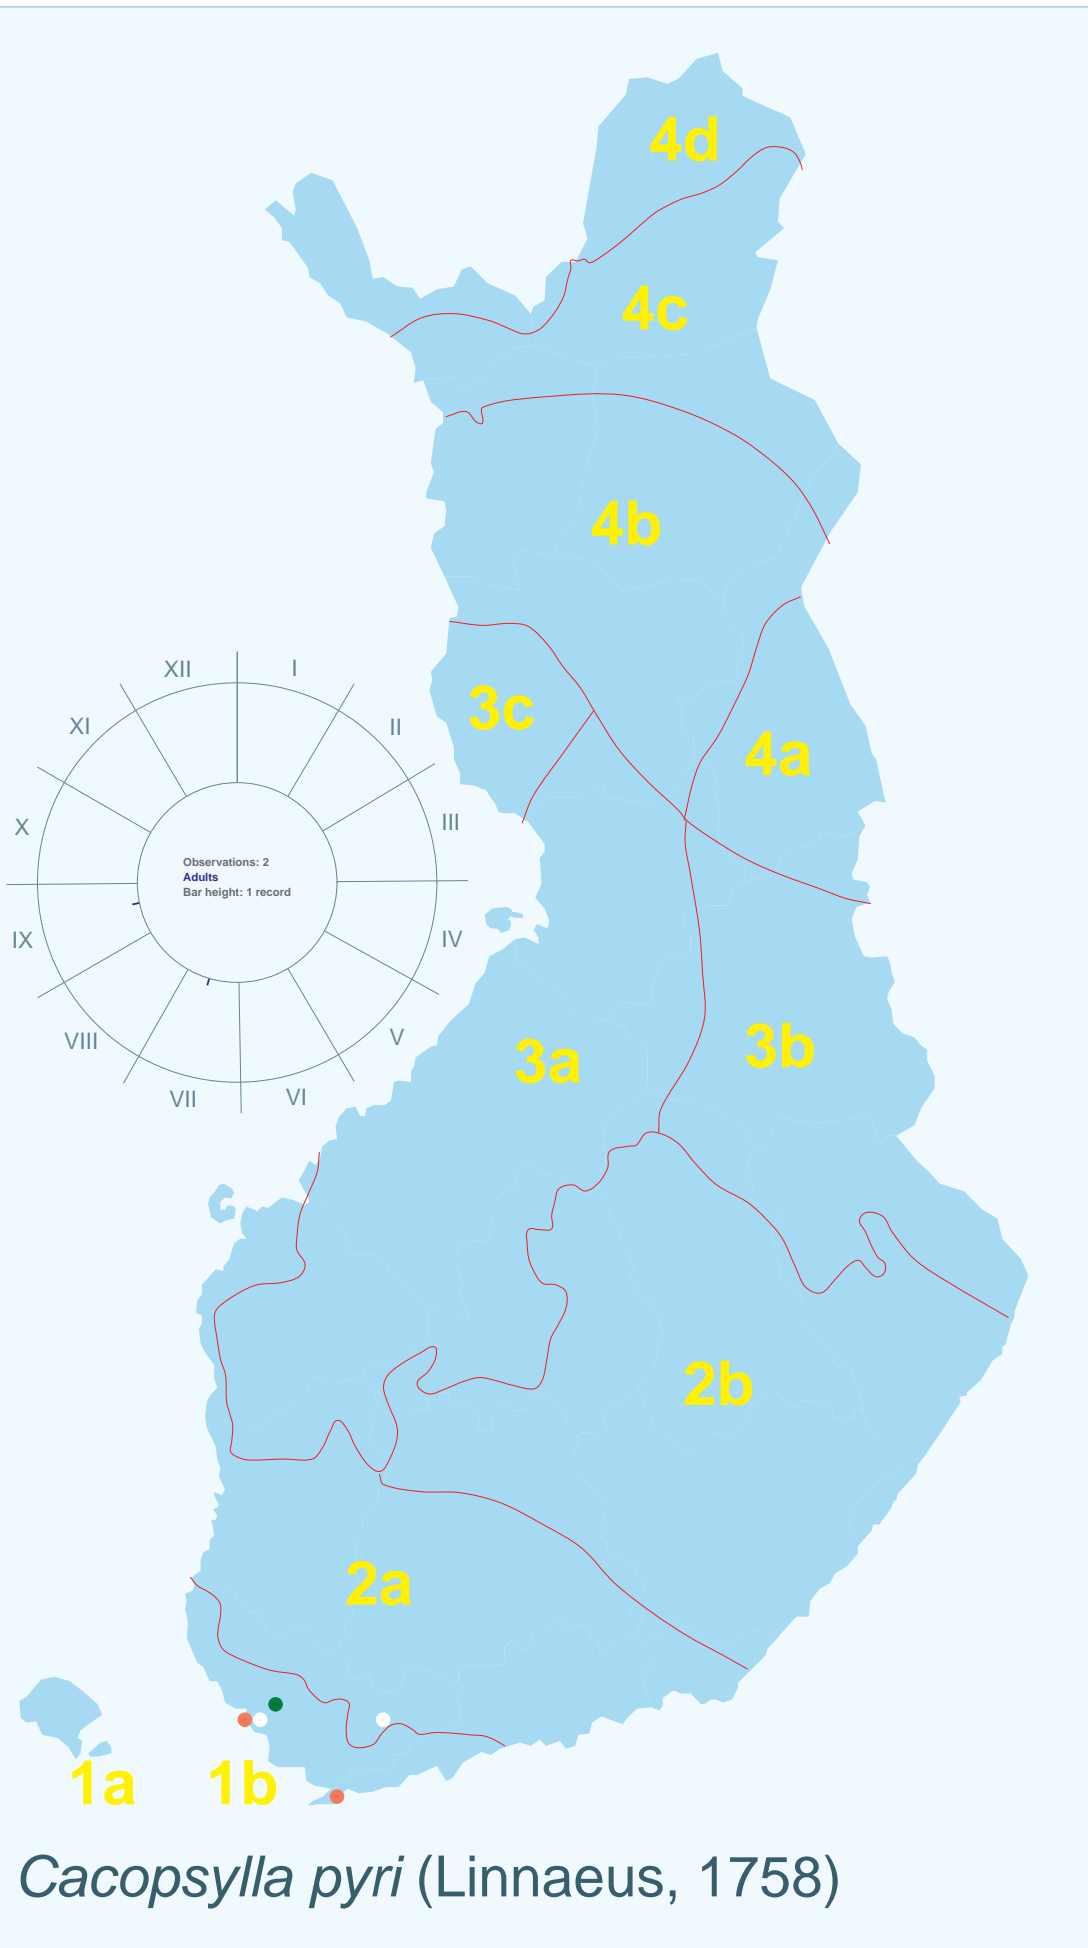 4d
4c
4b
3c
4a
XII
I
XI
II
X
III
Observations: 2
Adults
Bar height: 1 record
IX
IV
VIII
V
VII
VI
3a
3b
2b
2a
1a
1b
Cacopsylla pyri (Linnaeus, 1758)